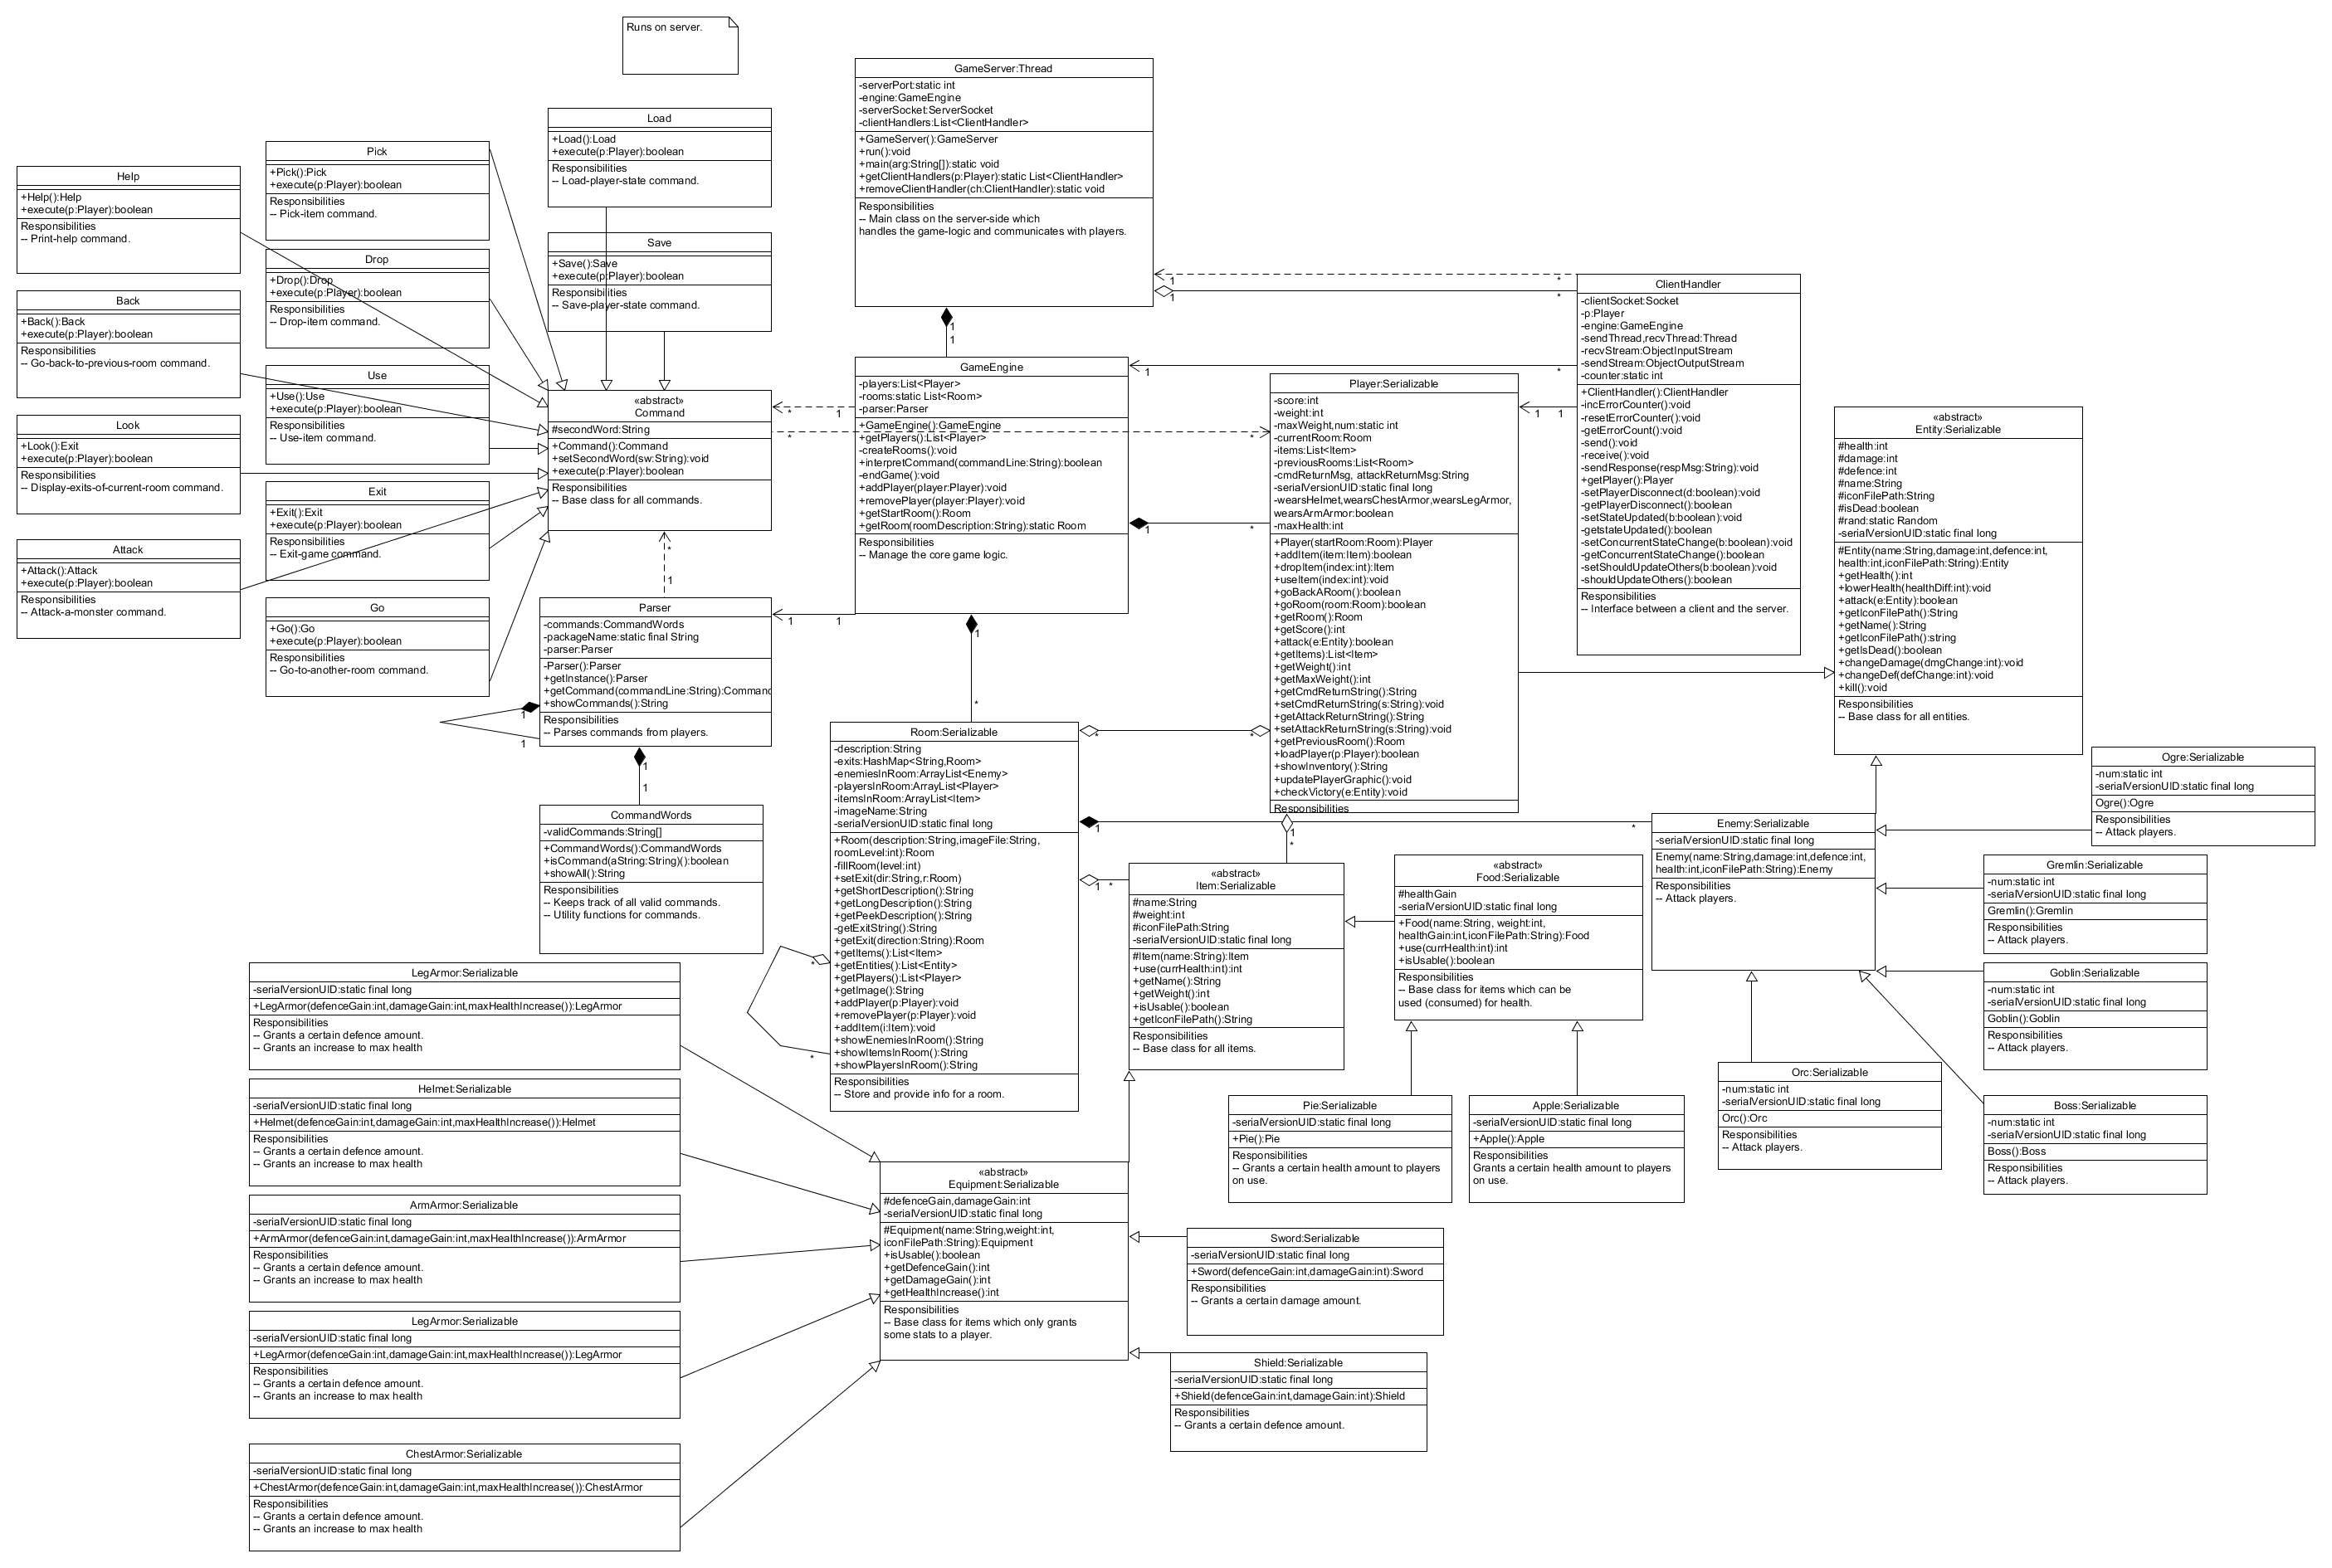 Runs on server.
GameServer:Thread
-serverPort:static int
-engine:GameEngine
-serverSocket:ServerSocket
-clientHandlers:List<ClientHandler>
+GameServer():GameServer
+run():void
+main(arg:String[]):static void
+getClientHandlers(p:Player):static List<ClientHandler>
+removeClientHandler(ch:ClientHandler):static void
Responsibilities
-- Main class on the server-side which
handles the game-logic and communicates with players.
Load
+Load():Load
+execute(p:Player):boolean
Responsibilities
-- Load-player-state command.
Pick
+Pick():Pick
+execute(p:Player):boolean
Responsibilities
-- Pick-item command.
Help
+Help():Help
+execute(p:Player):boolean
Responsibilities
-- Print-help command.
Save
+Save():Save
+execute(p:Player):boolean
Responsibilities
-- Save-player-state command.
Drop
+Drop():Drop
+execute(p:Player):boolean
Responsibilities
-- Drop-item command.
Back
+Back():Back
+execute(p:Player):boolean
Responsibilities
-- Go-back-to-previous-room command.
Use
+Use():Use
+execute(p:Player):boolean
Responsibilities
-- Use-item command.
Look
+Look():Exit
+execute(p:Player):boolean
Responsibilities
-- Display-exits-of-current-room command.
Exit
+Exit():Exit
+execute(p:Player):boolean
Responsibilities
-- Exit-game command.
Attack
+Attack():Attack
+execute(p:Player):boolean
Responsibilities
-- Attack-a-monster command.
Go
+Go():Go
+execute(p:Player):boolean
Responsibilities
-- Go-to-another-room command.
«abstract»
Command
#secondWord:String
+Command():Command
+setSecondWord(sw:String):void
+execute(p:Player):boolean
Responsibilities
-- Base class for all commands.
Parser
-commands:CommandWords
-packageName:static final String
-parser:Parser
-Parser():Parser
+getInstance():Parser
+getCommand(commandLine:String):Command
+showCommands():String
Responsibilities
-- Parses commands from players.
CommandWords
-validCommands:String[]
+CommandWords():CommandWords
+isCommand(aString:String)():boolean
+showAll():String
Responsibilities
-- Keeps track of all valid commands.
-- Utility functions for commands.
GameEngine
-players:List<Player>
-rooms:static List<Room>
-parser:Parser
+GameEngine():GameEngine
+getPlayers():List<Player>
-createRooms():void
+interpretCommand(commandLine:String):boolean
-endGame():void
+addPlayer(player:Player):void
+removePlayer(player:Player):void
+getStartRoom():Room
+getRoom(roomDescription:String):static Room
Responsibilities
-- Manage the core game logic.
ClientHandler
-clientSocket:Socket
-p:Player
-engine:GameEngine
-sendThread,recvThread:Thread
-recvStream:ObjectInputStream
-sendStream:ObjectOutputStream
-counter:static int
+ClientHandler():ClientHandler
-incErrorCounter():void
-resetErrorCounter():void
-getErrorCount():void
-send():void
-receive():void
-sendResponse(respMsg:String):void
+getPlayer():Player
-setPlayerDisconnect(d:boolean):void
-getPlayerDisconnect():boolean
-setStateUpdated(b:boolean):void
-getstateUpdated():boolean
-setConcurrentStateChange(b:boolean):void
-getConcurrentStateChange():boolean
-setShouldUpdateOthers(b:boolean):void
-shouldUpdateOthers():boolean
Responsibilities
-- Interface between a client and the server.
Player:Serializable
-score:int
-weight:int
-maxWeight,num:static int
-currentRoom:Room
-items:List<Item>
-previousRooms:List<Room>
-cmdReturnMsg, attackReturnMsg:String
-serialVersionUID:static final long
-wearsHelmet,wearsChestArmor,wearsLegArmor,
wearsArmArmor:boolean
-maxHealth:int
+Player(startRoom:Room):Player
+addItem(item:Item):boolean
+dropItem(index:int):Item
+useItem(index:int):void
+goBackARoom():boolean
+goRoom(room:Room):boolean
+getRoom():Room
+getScore():int
+attack(e:Entity):boolean
+getItems):List<Item>
+getWeight():int
+getMaxWeight():int
+getCmdReturnString():String
+setCmdReturnString(s:String):void
+getAttackReturnString():String
+setAttackReturnString(s:String):void
+getPreviousRoom():Room
+loadPlayer(p:Player):boolean
+showInventory():String
+updatePlayerGraphic():void
+checkVictory(e:Entity):void
Responsibilities
«abstract»
Entity:Serializable
#health:int
#damage:int
#defence:int
#name:String
#iconFilePath:String
#isDead:boolean
#rand:static Random
-serialVersionUID:static final long
#Entity(name:String,damage:int,defence:int,
health:int,iconFilePath:String):Entity
+getHealth():int
+lowerHealth(healthDiff:int):void
+attack(e:Entity):boolean
+getIconFilePath():String
+getName():String
+getIconFilePath():string
+getIsDead():boolean
+changeDamage(dmgChange:int):void
+changeDef(defChange:int):void
+kill():void
Responsibilities
-- Base class for all entities.
Room:Serializable
-description:String
-exits:HashMap<String,Room>
-enemiesInRoom:ArrayList<Enemy>
-playersInRoom:ArrayList<Player>
-itemsInRoom:ArrayList<Item>
-imageName:String
-serialVersionUID:static final long
+Room(description:String,imageFile:String,
roomLevel:int):Room
-fillRoom(level:int)
+setExit(dir:String,r:Room)
+getShortDescription():String
+getLongDescription():String
+getPeekDescription():String
-getExitString():String
+getExit(direction:String):Room
+getItems():List<Item>
+getEntities():List<Entity>
+getPlayers():List<Player>
+getImage():String
+addPlayer(p:Player):void
+removePlayer(p:Player):void
+addItem(i:Item):void
+showEnemiesInRoom():String
+showItemsInRoom():String
+showPlayersInRoom():String
Responsibilities
-- Store and provide info for a room.
«abstract»
Item:Serializable
#name:String
#weight:int
#iconFilePath:String
-serialVersionUID:static final long
#Item(name:String):Item
+use(currHealth:int):int
+getName():String
+getWeight():int
+isUsable():boolean
+getIconFilePath():String
Responsibilities
-- Base class for all items.
«abstract»
Food:Serializable
#healthGain
-serialVersionUID:static final long
+Food(name:String, weight:int,
healthGain:int,iconFilePath:String):Food
+use(currHealth:int):int
+isUsable():boolean
Responsibilities
-- Base class for items which can be
used (consumed) for health.
Enemy:Serializable
-serialVersionUID:static final long
Enemy(name:String,damage:int,defence:int,
health:int,iconFilePath:String):Enemy
Responsibilities
-- Attack players.
Ogre:Serializable
-num:static int
-serialVersionUID:static final long
Ogre():Ogre
Responsibilities
-- Attack players.
Gremlin:Serializable
-num:static int
-serialVersionUID:static final long
Gremlin():Gremlin
Responsibilities
-- Attack players.
Goblin:Serializable
-num:static int
-serialVersionUID:static final long
Goblin():Goblin
Responsibilities
-- Attack players.
Orc:Serializable
-num:static int
-serialVersionUID:static final long
Orc():Orc
Responsibilities
-- Attack players.
Boss:Serializable
-num:static int
-serialVersionUID:static final long
Boss():Boss
Responsibilities
-- Attack players.
Pie:Serializable
-serialVersionUID:static final long
+Pie():Pie
Responsibilities
-- Grants a certain health amount to players
on use.
Apple:Serializable
-serialVersionUID:static final long
+Apple():Apple
Responsibilities
Grants a certain health amount to players
on use.
LegArmor:Serializable
-serialVersionUID:static final long
+LegArmor(defenceGain:int,damageGain:int,maxHealthIncrease()):LegArmor
Responsibilities
-- Grants a certain defence amount.
-- Grants an increase to max health
Helmet:Serializable
-serialVersionUID:static final long
+Helmet(defenceGain:int,damageGain:int,maxHealthIncrease()):Helmet
Responsibilities
-- Grants a certain defence amount.
-- Grants an increase to max health
ArmArmor:Serializable
-serialVersionUID:static final long
+ArmArmor(defenceGain:int,damageGain:int,maxHealthIncrease()):ArmArmor
Responsibilities
-- Grants a certain defence amount.
-- Grants an increase to max health
LegArmor:Serializable
-serialVersionUID:static final long
+LegArmor(defenceGain:int,damageGain:int,maxHealthIncrease()):LegArmor
Responsibilities
-- Grants a certain defence amount.
-- Grants an increase to max health
ChestArmor:Serializable
-serialVersionUID:static final long
+ChestArmor(defenceGain:int,damageGain:int,maxHealthIncrease()):ChestArmor
Responsibilities
-- Grants a certain defence amount.
-- Grants an increase to max health
«abstract»
Equipment:Serializable
#defenceGain,damageGain:int
-serialVersionUID:static final long
#Equipment(name:String,weight:int,
iconFilePath:String):Equipment
+isUsable():boolean
+getDefenceGain():int
+getDamageGain():int
+getHealthIncrease():int
Responsibilities
-- Base class for items which only grants
some stats to a player.
Sword:Serializable
-serialVersionUID:static final long
+Sword(defenceGain:int,damageGain:int):Sword
Responsibilities
-- Grants a certain damage amount.
Shield:Serializable
-serialVersionUID:static final long
+Shield(defenceGain:int,damageGain:int):Shield
Responsibilities
-- Grants a certain defence amount.